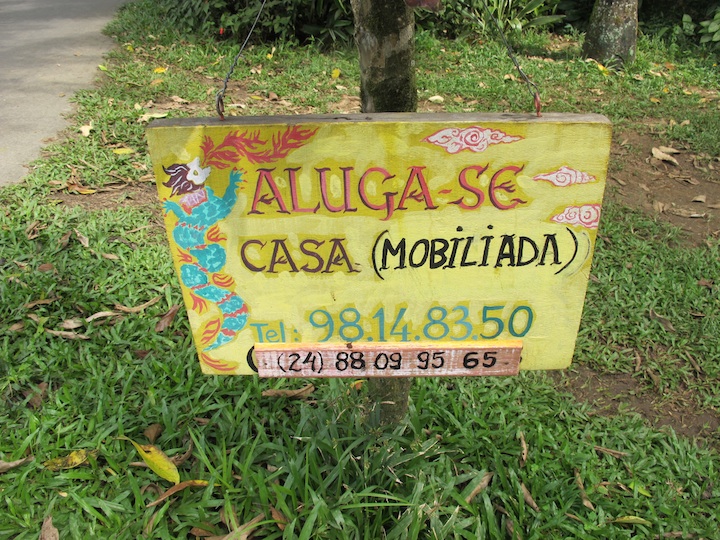 ALUGA-SE
CASA (MOBILIADA)
Tel: 98.14.83.50
(24) 88 09 95 65